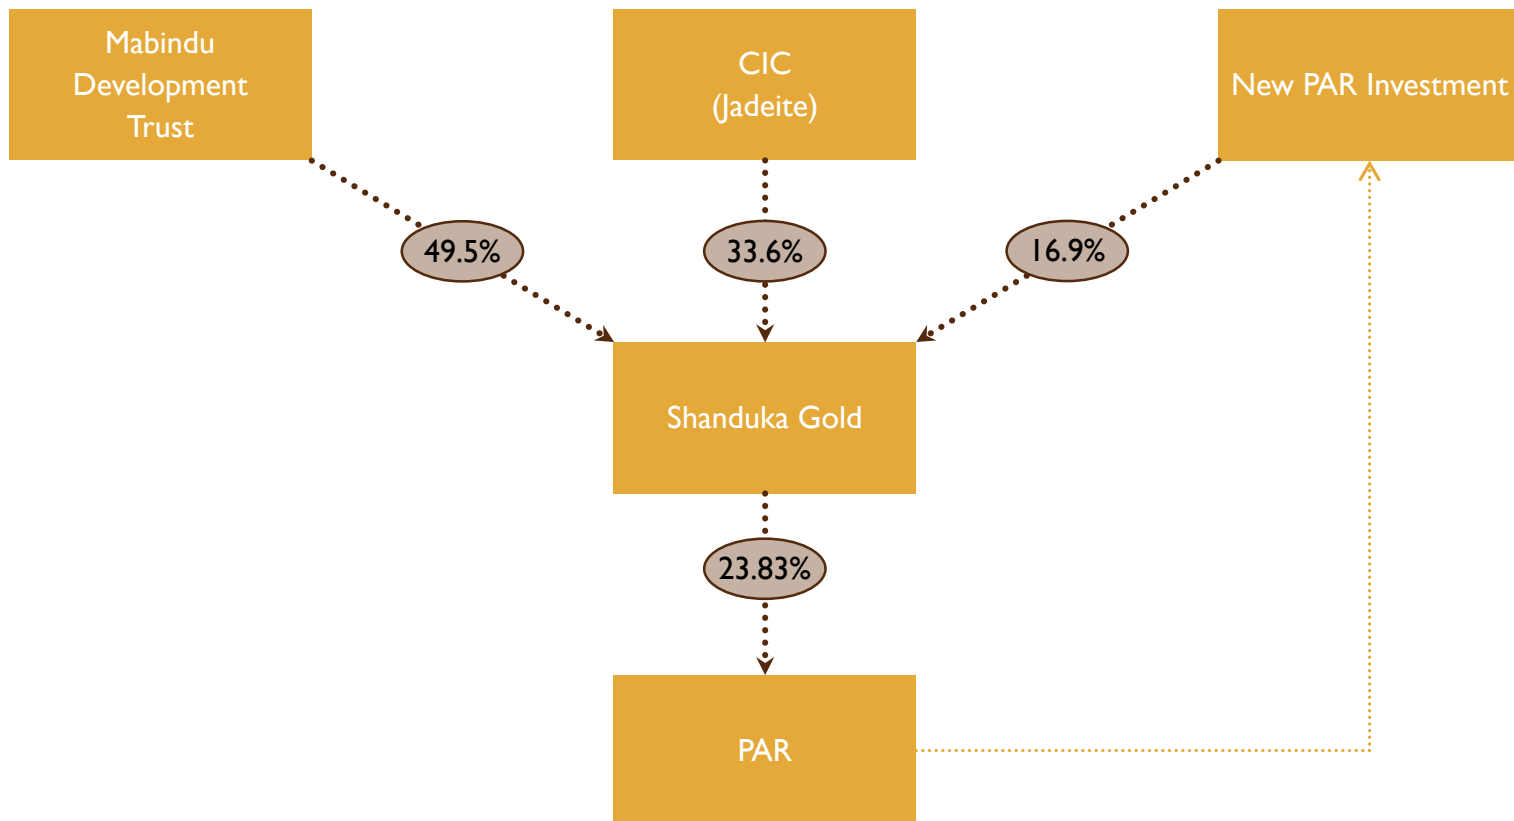 Mabindu
Development
Trust
CIC
(Jadeite)
New PAR Investment
49.5%
33.6%
16.9%
Shanduka Gold
23.83%
PAR